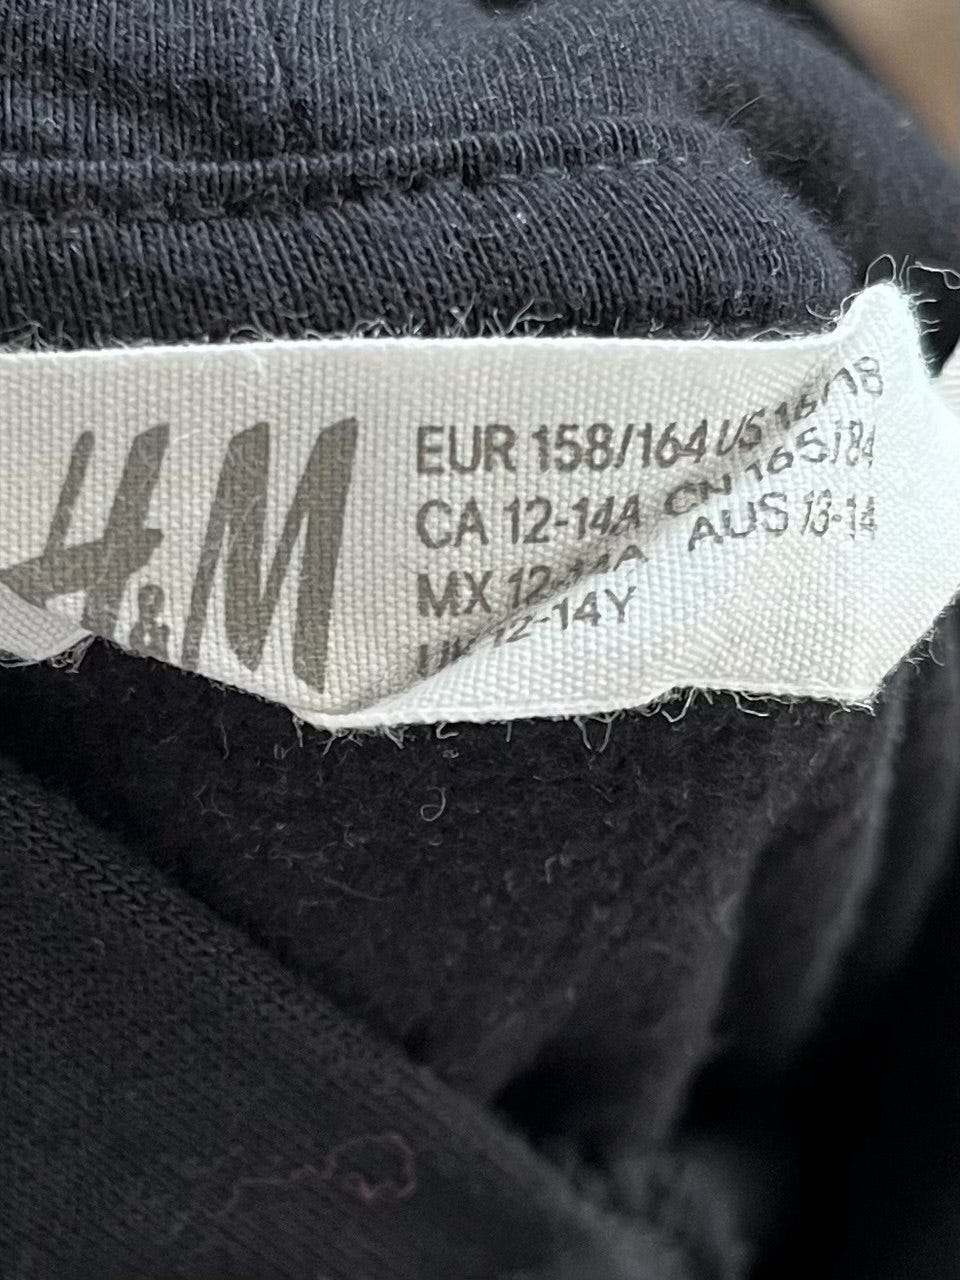 H&M
EUR 158/164 US 16/18
CA 12-14A CN 165/84
MX 12-14A AUS 13-14
UK 12-14Y